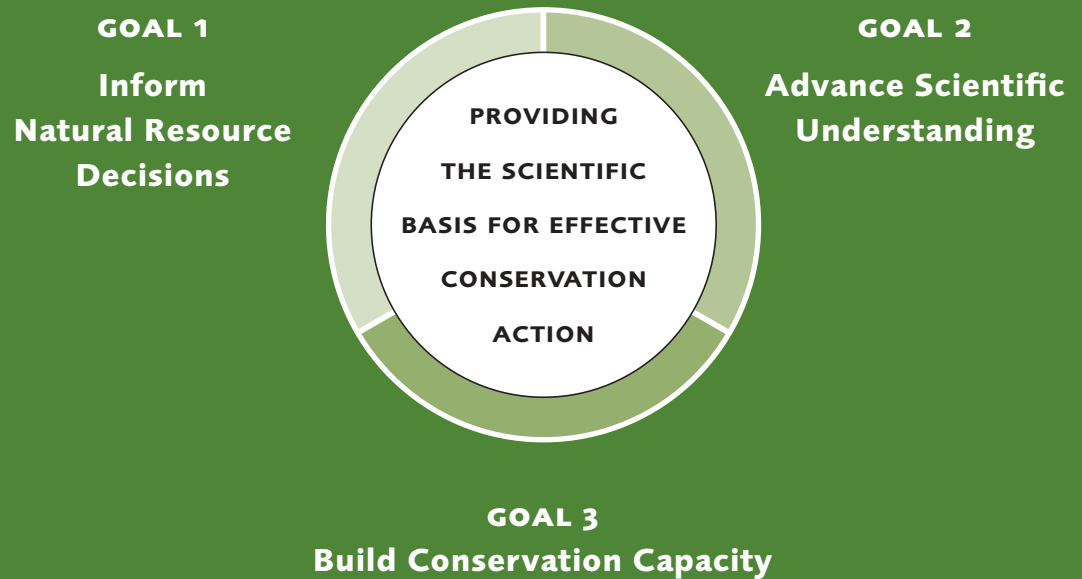 GOAL 1
Inform
Natural Resource
Decisions
GOAL 2
Advance Scientific
Understanding
PROVIDING
THE SCIENTIFIC
BASIS FOR EFFECTIVE
CONSERVATION
ACTION
GOAL 3
Build Conservation Capacity